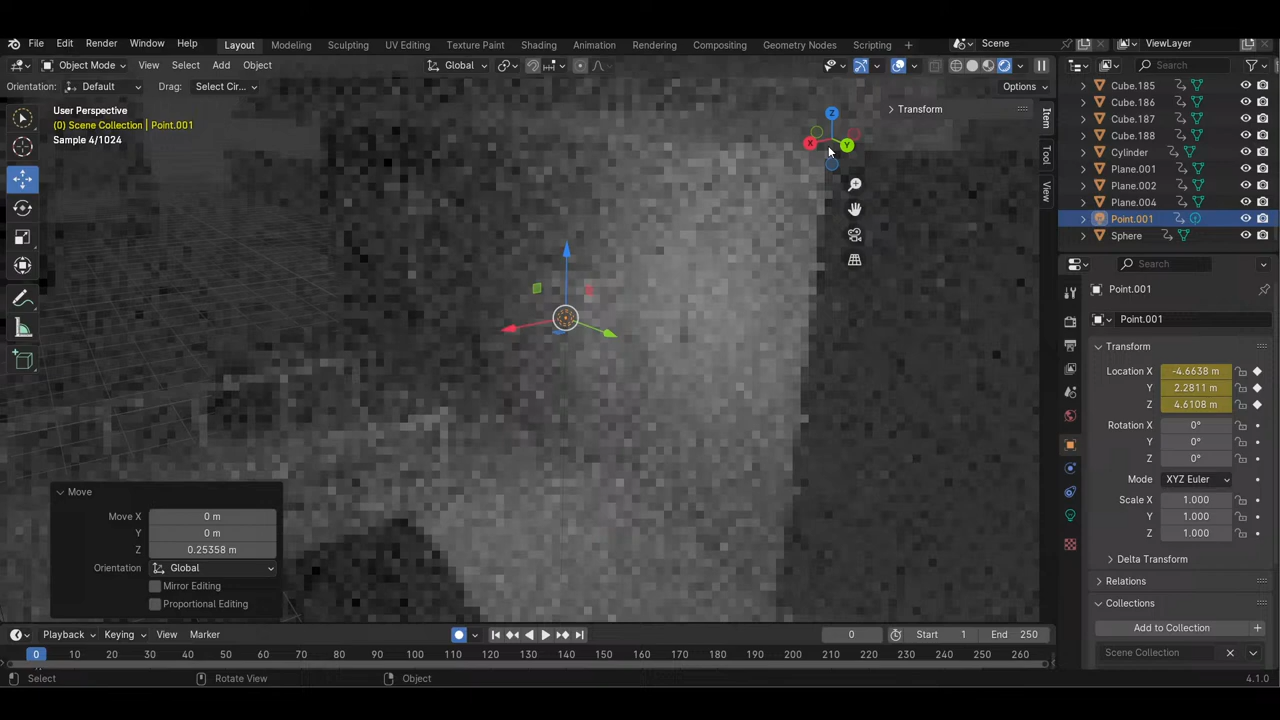 File Edit Render Window Help Layout Modeling Sculpting UV Editing Texture Paint Shading Animation Rendering Compositing Geometry Nodes Scripting + Scene ViewLayer
Object Mode View Select Add Object Global Search
Orientation: Default Drag: Select Cir... Options
User Perspective
(0) Scene Collection | Point.001
Sample 4/1024
Transform
Item
Tool
View
Z
X
Y
Cube.185
Cube.186
Cube.187
Cube.188
Cylinder
Plane.001
Plane.002
Plane.004
Point.001
Sphere
Search
Point.001
Point.001
Transform
Location X -4.6638 m
Y 2.2811 m
Z 4.6108 m
Rotation X 0°
Y 0°
Z 0°
Mode XYZ Euler
Scale X 1.000
Y 1.000
Z 1.000
Delta Transform
Relations
Collections
Add to Collection +
Scene Collection
Move
Move X 0 m
Y 0 m
Z 0.25358 m
Orientation Global
Mirror Editing
Proportional Editing
Playback Keying View Marker 0 Start 1 End 250
0 10 20 30 40 50 60 70 80 90 100 110 120 130 140 150 160 170 180 190 200 210 220 230 240 250 260
Select Rotate View Object 4.1.0